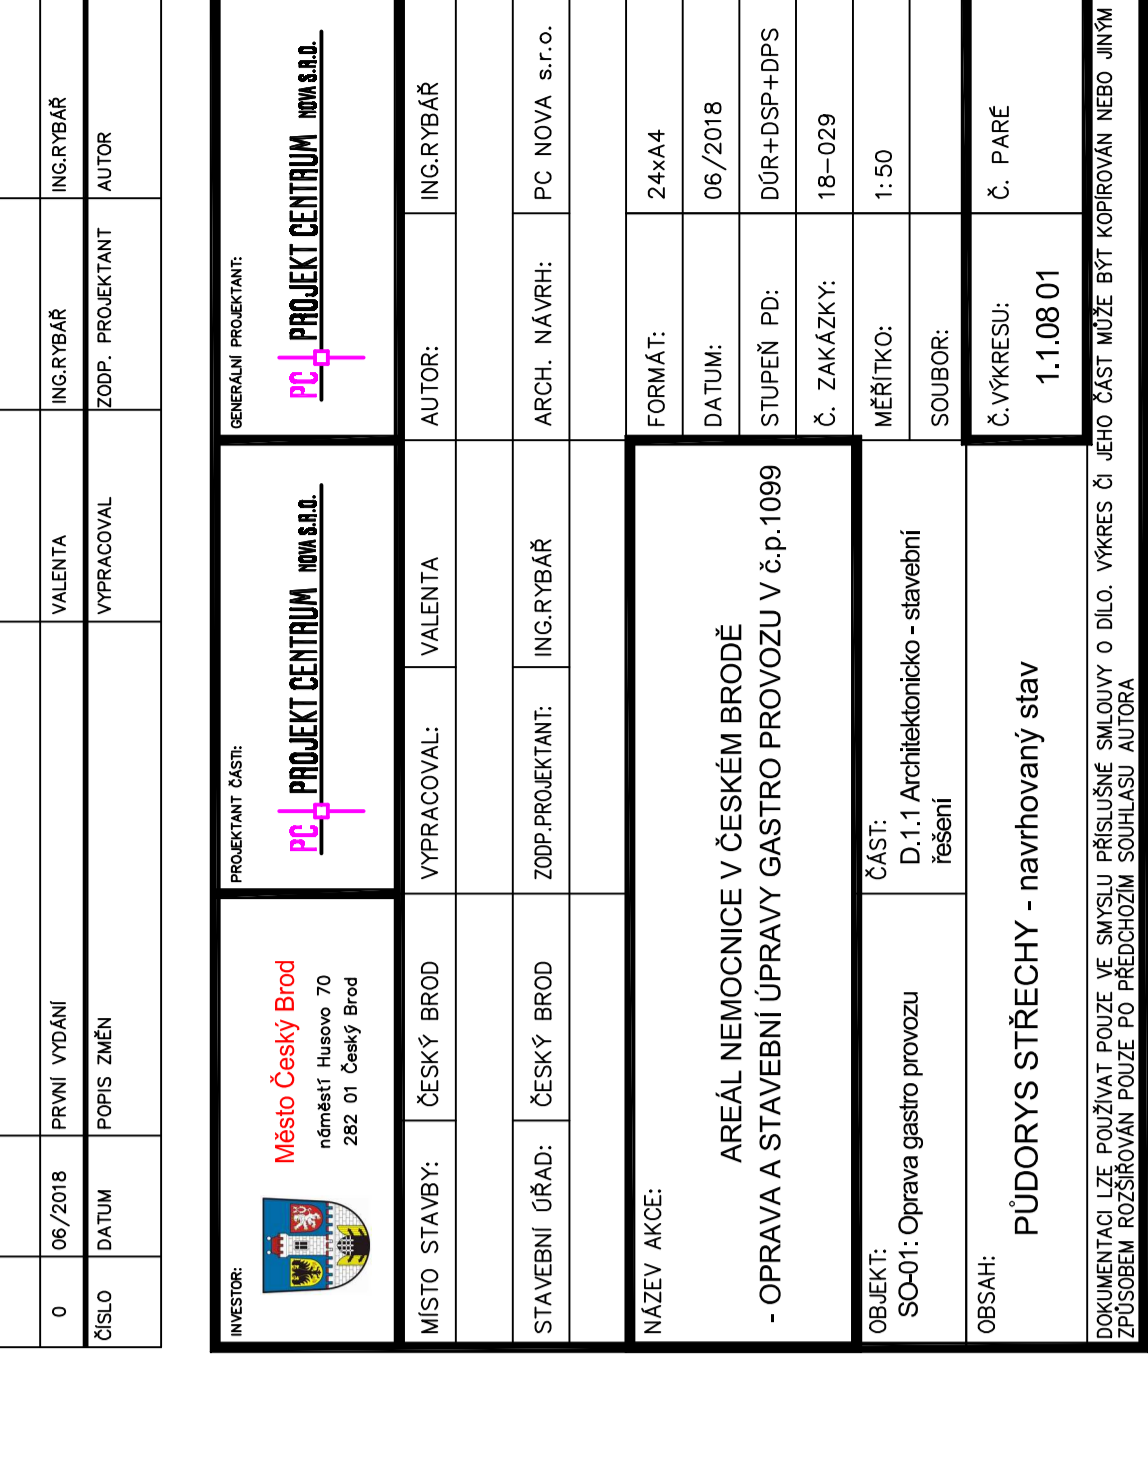 0 06/2018 PRVNÍ VYDÁNÍ VALENTA ING.RYBÁŘ ING.RYBÁŘ
ČÍSLO DATUM POPIS ZMĚN VYPRACOVAL ZODP. PROJEKTANT AUTOR
INVESTOR:
Město Český Brod
náměstí Husovo 70
282 01 Český Brod
PROJEKTANT ČÁSTI:
PC PROJEKT CENTRUM NOVA S.R.O.
GENERÁLNÍ PROJEKTANT:
PC PROJEKT CENTRUM NOVA S.R.O.
MÍSTO STAVBY: ČESKÝ BROD VYPRACOVAL: VALENTA AUTOR: ING.RYBÁŘ
STAVEBNÍ ÚŘAD: ČESKÝ BROD ZODP.PROJEKTANT: ING.RYBÁŘ ARCH. NÁVRH: PC NOVA s.r.o.
NÁZEV AKCE:
AREÁL NEMOCNICE V ČESKÉM BRODĚ
- OPRAVA A STAVEBNÍ ÚPRAVY GASTRO PROVOZU V č.p.1099
FORMÁT: 24xA4
DATUM: 06/2018
STUPEŇ PD: DÚR+DSP+DPS
Č. ZAKÁZKY: 18-029
MĚŘÍTKO: 1:50
SOUBOR:
OBJEKT:
SO-01: Oprava gastro provozu
ČÁST:
D.1.1 Architektonicko - stavební
řešení
OBSAH:
PŮDORYS STŘECHY - navrhovaný stav
Č.VÝKRESU:
1.1.08 01
Č. PARÉ
DOKUMENTACI LZE POUŽÍVAT POUZE VE SMYSLU PŘÍSLUŠNÉ SMLOUVY O DÍLO. VÝKRES ČI JEHO ČÁST MŮŽE BÝT KOPÍROVÁN NEBO JINÝM
ZPŮSOBEM ROZŠIŘOVÁN POUZE PO PŘEDCHOZÍM SOUHLASU AUTORA